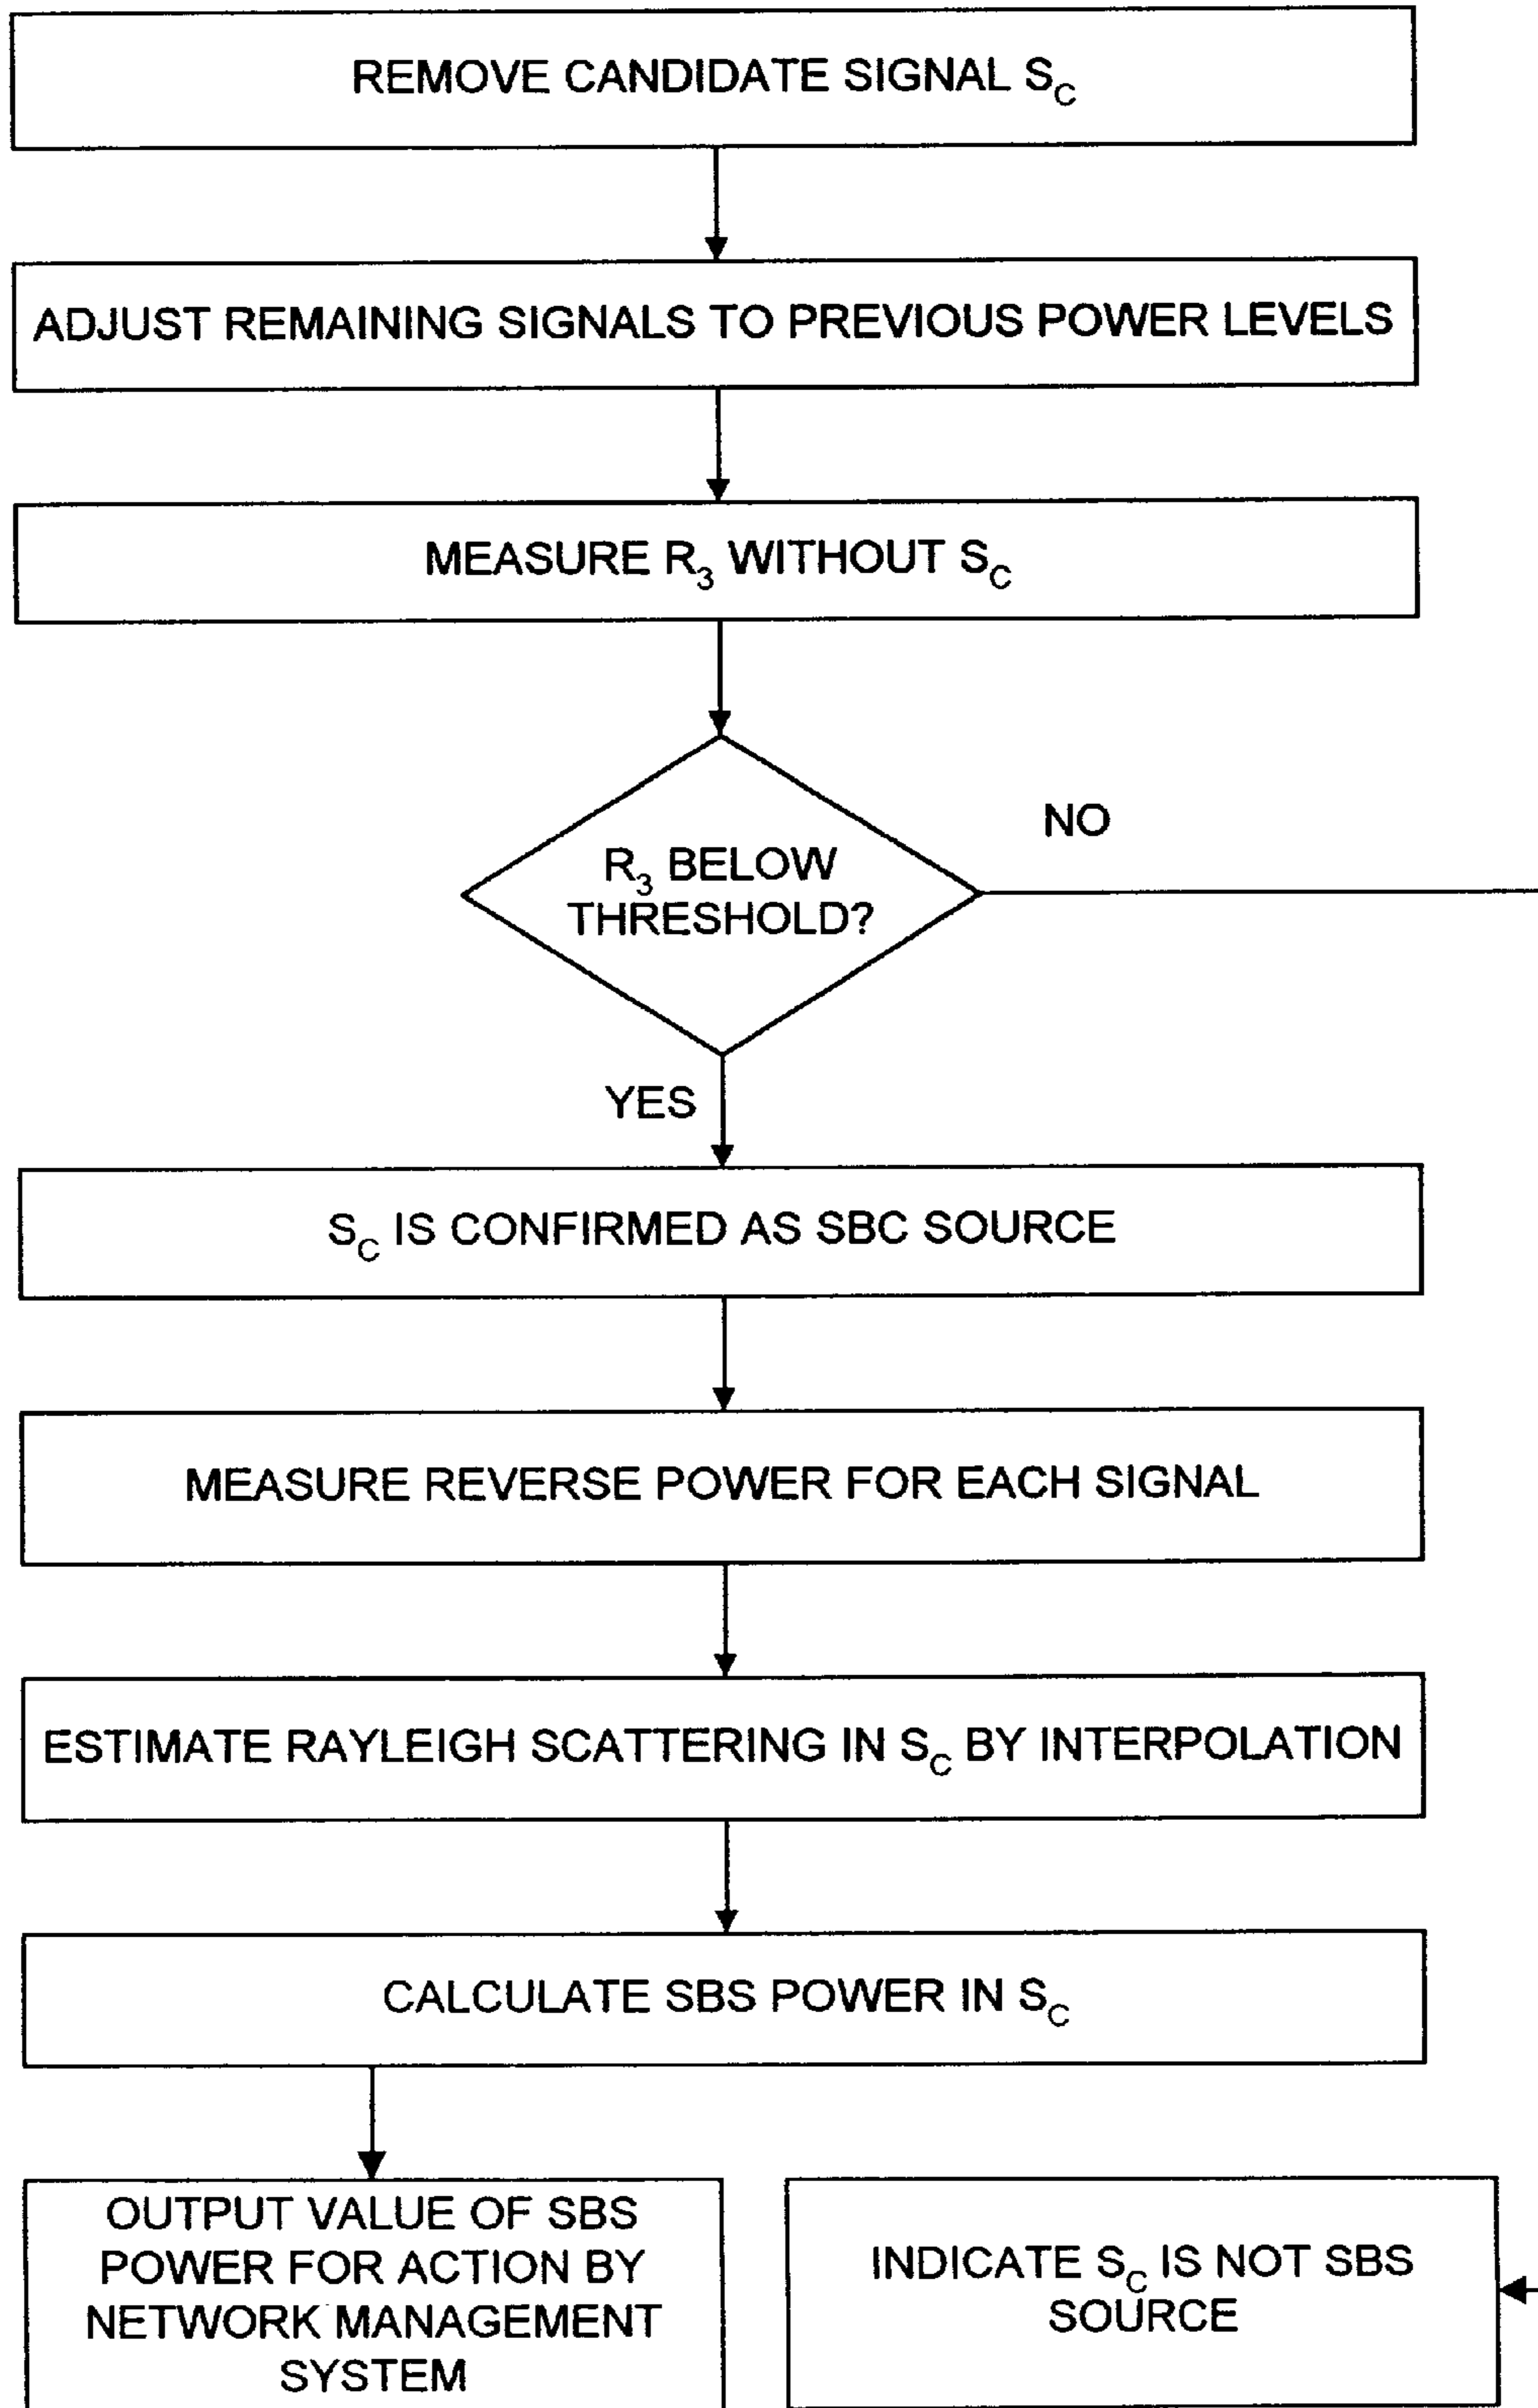 REMOVE CANDIDATE SIGNAL S_C
ADJUST REMAINING SIGNALS TO PREVIOUS POWER LEVELS
MEASURE R_3 WITHOUT S_C
NO
R_3 BELOW
THRESHOLD?
YES
S_C IS CONFIRMED AS SBC SOURCE
MEASURE REVERSE POWER FOR EACH SIGNAL
ESTIMATE RAYLEIGH SCATTERING IN S_C BY INTERPOLATION
CALCULATE SBS POWER IN S_C
OUTPUT VALUE OF SBS
POWER FOR ACTION BY
NETWORK MANAGEMENT
SYSTEM
INDICATE S_C IS NOT SBS
SOURCE